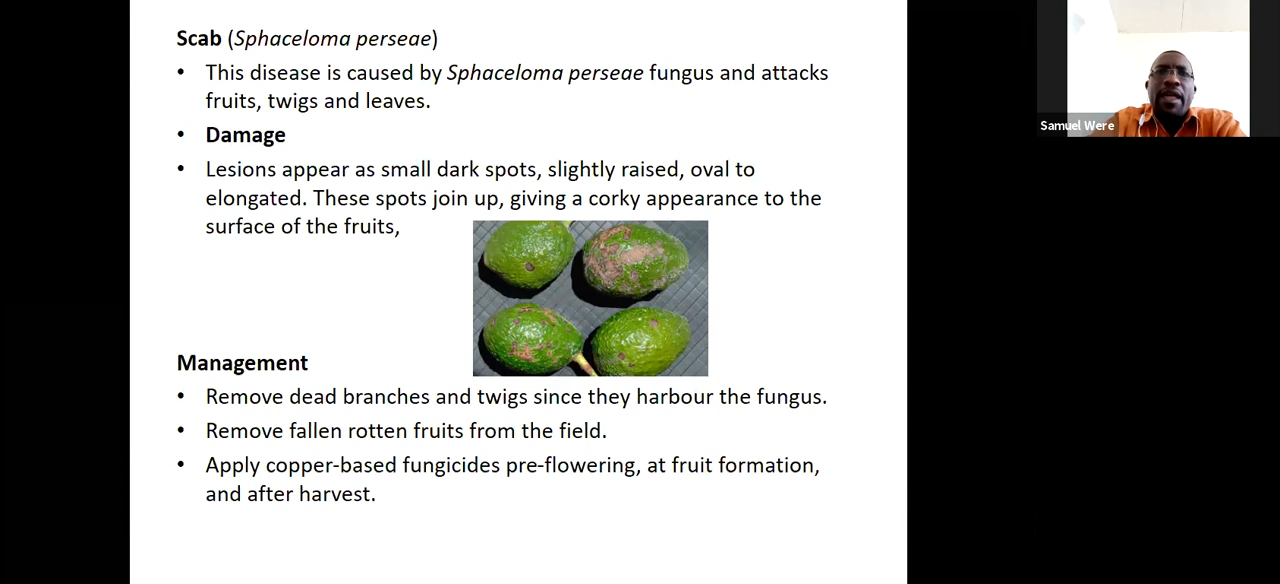 Scab (Sphaceloma perseae)
• This disease is caused by Sphaceloma perseae fungus and attacks
fruits, twigs and leaves.
• Damage
• Lesions appear as small dark spots, slightly raised, oval to
elongated. These spots join up, giving a corky appearance to the
surface of the fruits,
Management
• Remove dead branches and twigs since they harbour the fungus.
• Remove fallen rotten fruits from the field.
• Apply copper-based fungicides pre-flowering, at fruit formation,
and after harvest.
Samuel Were